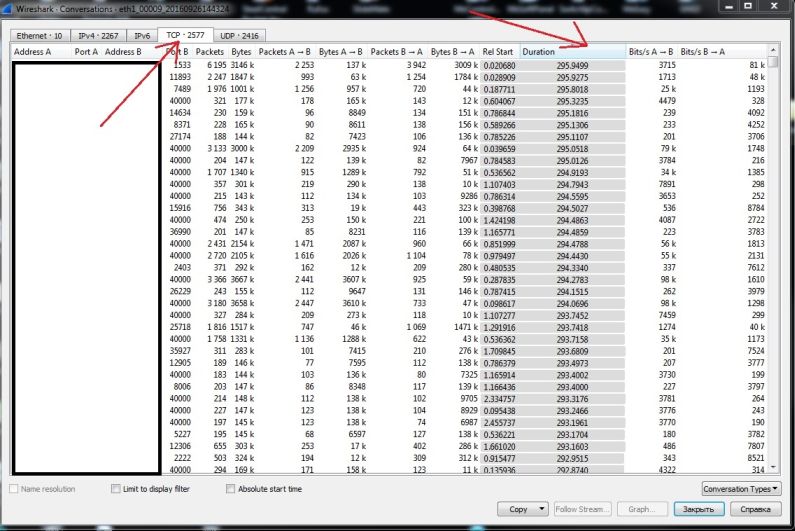 Wireshark · Conversations · eth1_00009_20160926144324
Ethernet · 10 IPv4 · 2267 IPv6 TCP · 2577 UDP · 2416
Address A Port A Address B Port B Packets Bytes Packets A → B Bytes A → B Packets B → A Bytes B → A Rel Start Duration Bits/s A → B Bits/s B → A
1533 6 195 3146 k 2 253 137 k 3 942 3009 k 0.020680 295.9499 3715 81 k
11893 2 247 1847 k 993 63 k 1 254 1784 k 0.028909 295.9275 1713 48 k
7489 1 976 1001 k 1 256 957 k 720 44 k 0.187711 295.8018 25 k 1193
40000 321 177 k 178 165 k 143 12 k 0.604067 295.3235 4479 328
14634 230 159 k 96 8849 134 151 k 0.786844 295.1816 239 4092
8371 228 165 k 90 8611 138 156 k 0.589266 295.1306 233 4252
27174 188 144 k 82 7423 106 136 k 0.785226 295.1107 201 3706
40000 3 133 3000 k 2 209 2935 k 924 64 k 0.039659 295.0518 79 k 1748
40000 204 147 k 122 139 k 82 7967 0.784583 295.0126 3784 216
40000 1 707 1340 k 915 1289 k 792 51 k 0.536562 294.9193 34 k 1385
40000 357 301 k 219 290 k 138 10 k 1.107403 294.7943 7891 298
40000 215 143 k 112 134 k 103 9286 0.786314 294.5595 3653 252
15916 756 343 k 313 19 k 443 323 k 0.398768 294.5027 536 8784
40000 474 250 k 253 150 k 221 100 k 1.424198 294.4863 4087 2722
36990 201 147 k 85 8231 116 139 k 1.165771 294.4859 223 3783
40000 2 431 2154 k 1 471 2087 k 960 66 k 0.851999 294.4788 56 k 1813
40000 2 720 2105 k 1 616 2026 k 1 104 78 k 0.979497 294.4430 55 k 2131
2403 371 292 k 162 12 k 209 280 k 0.480535 294.3340 337 7612
40000 3 366 3667 k 2 441 3607 k 925 59 k 0.287835 294.2783 98 k 1610
26229 243 155 k 112 9647 131 146 k 0.787415 294.1515 262 3971
40000 3 180 3658 k 2 447 3610 k 733 47 k 0.098617 294.0696 98 k 1298
40000 327 284 k 209 273 k 118 10 k 1.107277 293.7452 7459 299
25718 1 816 1517 k 747 46 k 1 069 1471 k 1.291916 293.7418 1274 40 k
40000 1 758 1331 k 1 136 1288 k 622 43 k 0.536362 293.7158 35 k 1173
35927 311 283 k 101 7415 210 276 k 1.709845 293.6809 201 7524
12905 189 146 k 77 7595 112 138 k 0.786379 293.4973 207 3777
40000 183 144 k 103 136 k 80 7325 1.165914 293.4002 3730 199
8006 203 147 k 86 8348 117 139 k 1.166436 293.4000 227 3797
40000 214 148 k 112 138 k 102 9705 2.334757 293.3176 3781 264
40000 227 147 k 123 138 k 104 8929 0.095438 293.2466 3776 243
40000 197 145 k 123 138 k 74 6987 2.455737 293.1961 3770 190
5227 195 145 k 68 6597 127 138 k 0.536221 293.1704 180 3782
12306 655 303 k 253 17 k 402 286 k 1.661020 293.1603 486 7807
2222 503 324 k 194 12 k 309 312 k 0.915477 292.9515 343 8521
40000 294 169 k 171 158 k 123 11 k 0.135936 292.8740 4322 314
Name resolution Limit to display filter Absolute start time Conversation Types
Copy Follow Stream... Graph... Закрыть Справка